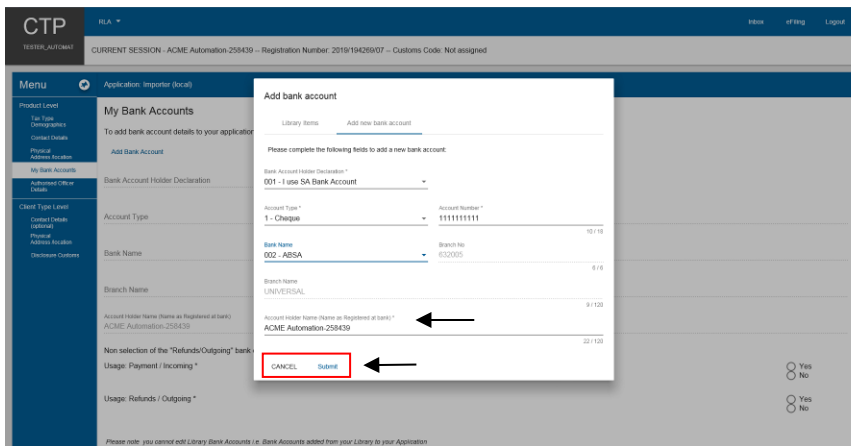 CTP
TESTER_AUTOMAT
RLA
Inbox eFiling Logout
CURRENT SESSION - ACME Automation-258439 -- Registration Number: 2019/194269/07 -- Customs Code: Not assigned
Menu
Application: Importer (local)
Product Level
Tax Type
Demographics
Contact Details
Physical
Address /location
My Bank Accounts
Authorised Officer
Details
Client Type Level
Contact Details
(optional)
Physical
Address /location
Disclosure Customs
My Bank Accounts
To add bank account details to your application
Add Bank Account
Bank Account Holder Declaration
Account Type
Bank Name
Branch Name
Account Holder Name (Name as Registered at bank)
ACME Automation-258439
Non selection of the "Refunds/Outgoing" bank
Usage: Payment / Incoming *
Yes
No
Usage: Refunds / Outgoing *
Yes
No
Please note you cannot edit Library Bank Accounts i.e. Bank Accounts added from your Library to your Application
Add bank account
Library Items Add new bank account
Please complete the following fields to add a new bank account:
Bank Account Holder Declaration *
001 - I use SA Bank Account
Account Type * Account Number *
1 - Cheque 1111111111
Bank Name Branch No
002 - ABSA 632005
6 / 6
Branch Name
UNIVERSAL
9 / 120
Account Holder Name (Name as Registered at bank) *
ACME Automation-258439
22 / 120
CANCEL Submit